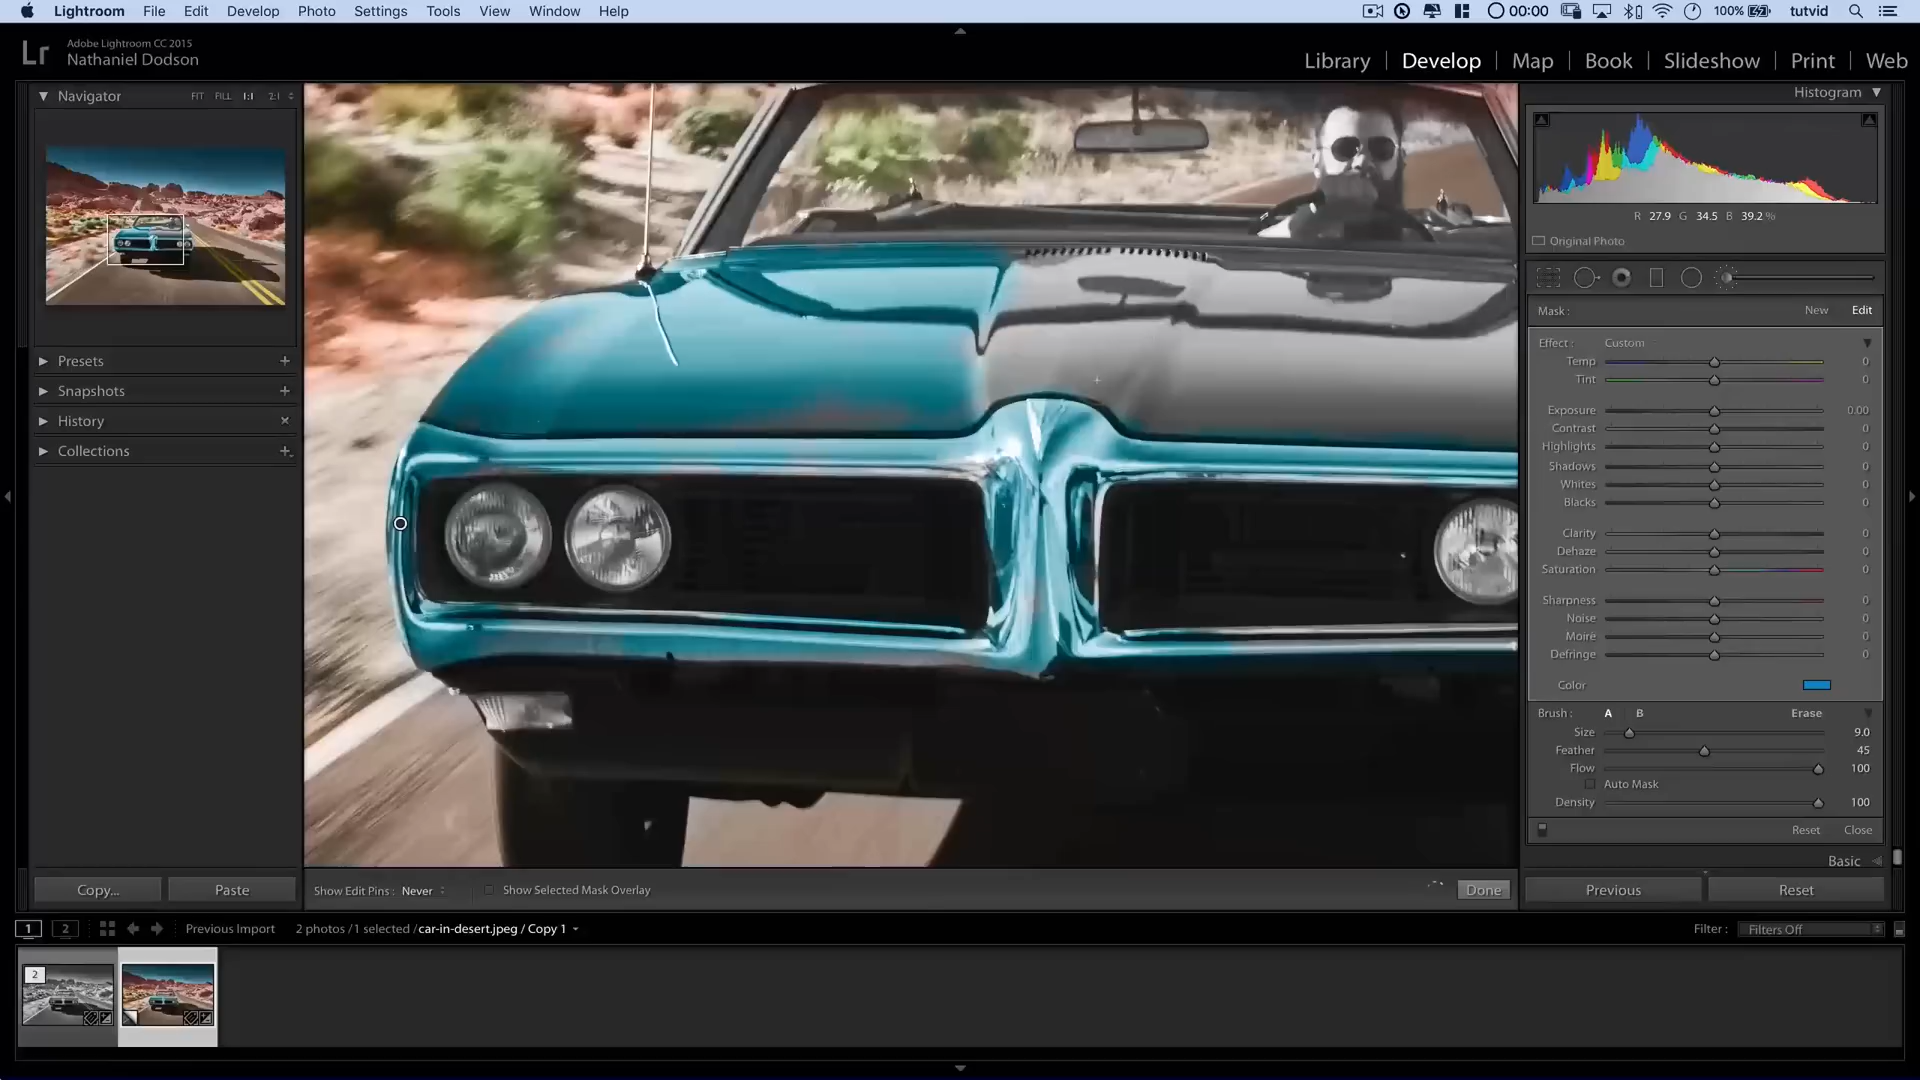 Lightroom File Edit Develop Photo Settings Tools View Window Help 00:00 100% tutvid
Lr Adobe Lightroom CC 2015
Nathaniel Dodson
Library Develop Map Book Slideshow Print Web
Navigator FIT FILL 1:1 2:1
Presets
Snapshots
History
Collections
Copy... Paste
Show Edit Pins : Never Show Selected Mask Overlay Done
Histogram
R 27.9 G 34.5 B 39.2 %
Original Photo
Mask : New Edit
Effect : Custom
Temp 0
Tint 0
Exposure 0.00
Contrast 0
Highlights 0
Shadows 0
Whites 0
Blacks 0
Clarity 0
Dehaze 0
Saturation 0
Sharpness 0
Noise 0
Moire 0
Defringe 0
Color
Brush : A B Erase
Size 9.0
Feather 45
Flow 100
Auto Mask
Density 100
Reset Close
Basic
Previous Reset
1 2 Previous Import 2 photos / 1 selected / car-in-desert.jpeg / Copy 1 Filter : Filters Off
2